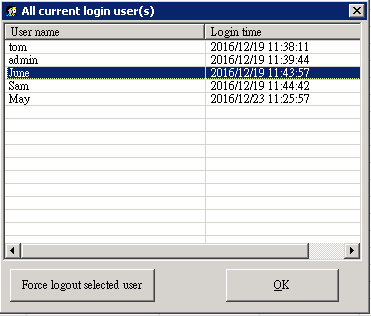 All current login user(s)
User name Login time
tom 2016/12/19 11:38:11
admin 2016/12/19 11:39:44
June 2016/12/19 11:43:57
Sam 2016/12/19 11:44:42
May 2016/12/23 11:25:57
Force logout selected user OK